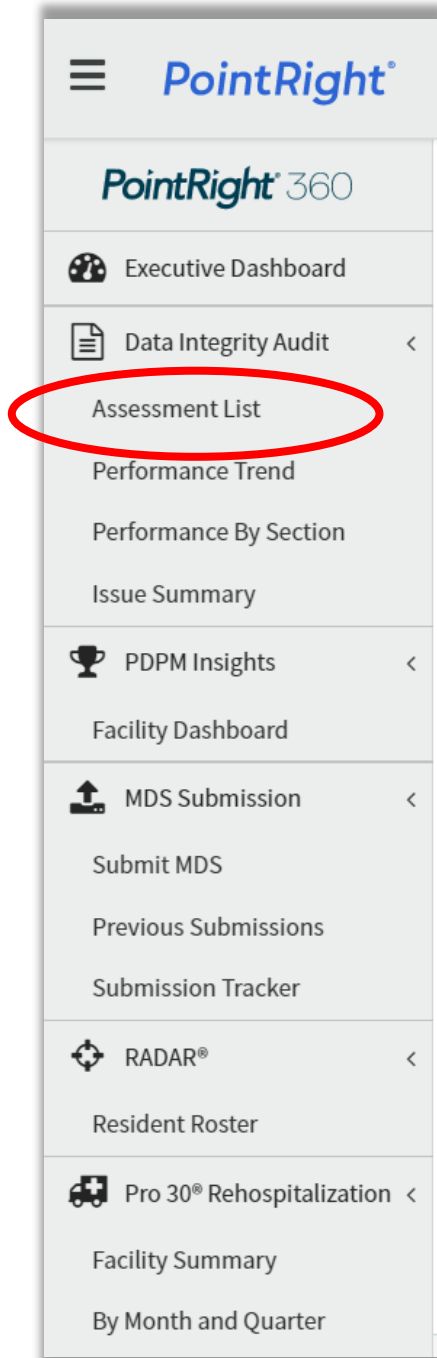 PointRight®
PointRight® 360
Executive Dashboard
Data Integrity Audit
Assessment List
Performance Trend
Performance By Section
Issue Summary
PDPM Insights
Facility Dashboard
MDS Submission
Submit MDS
Previous Submissions
Submission Tracker
RADAR®
Resident Roster
Pro 30® Rehospitalization
Facility Summary
By Month and Quarter